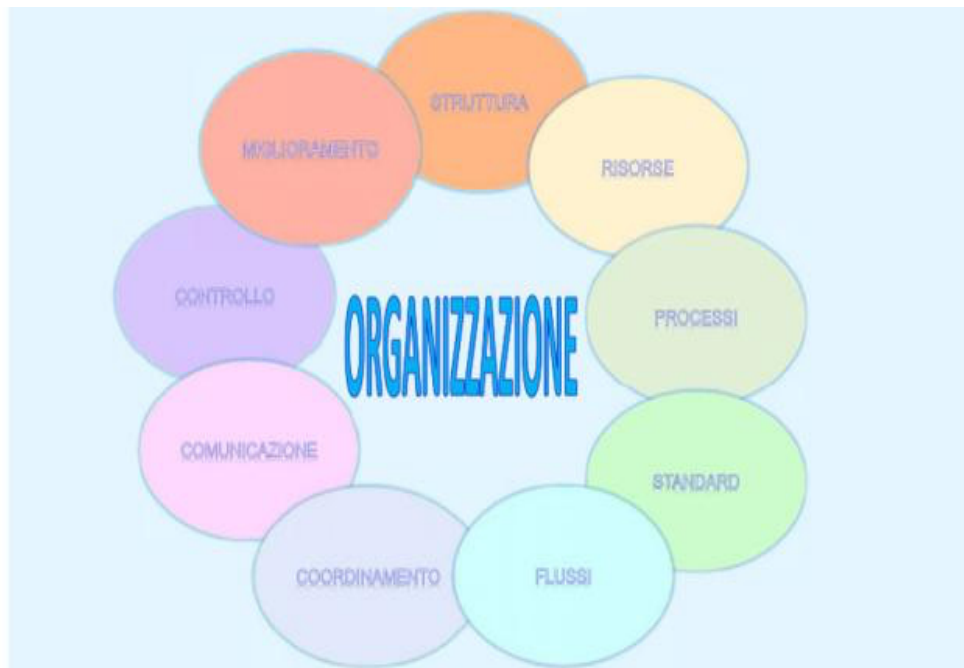 STRUTTURA
RISORSE
PROCESSI
STANDARD
FLUSSI
COORDINAMENTO
COMUNICAZIONE
CONTROLLO
MIGLIORAMENTO
ORGANIZZAZIONE